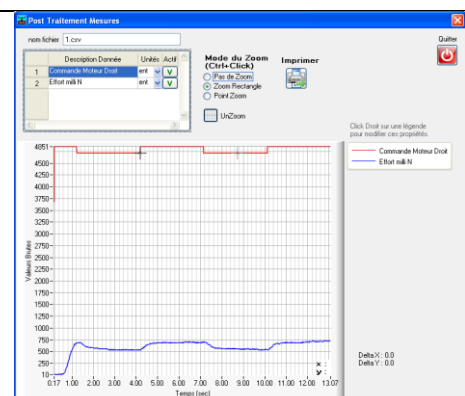 Post Traitement Mesures
nom fichier 1.csv
Quitter
Description Donnée Unités Actif
1 Commande Moteur Droit ent V
2 Effort milli N ent V
Mode du Zoom
(Ctrl+Click)
Pas de Zoom
Zoom Rectangle
Point Zoom
UnZoom
Imprimer
Click Droit sur une légende
pour modifier ces propriétés.
Commande Moteur Droit
Effort milli N
Valeurs Brutes
4851
4500
4250
4000
3750
3500
3250
3000
2750
2500
2250
2000
1750
1500
1250
1000
750
500
250
10
0.17 1.00 2.00 3.00 4.00 5.00 6.00 7.00 8.00 9.00 10.00 11.00 12.00 13.07
Temps (sec)
x :
y :
Delta X : 0.0
Delta Y : 0.0